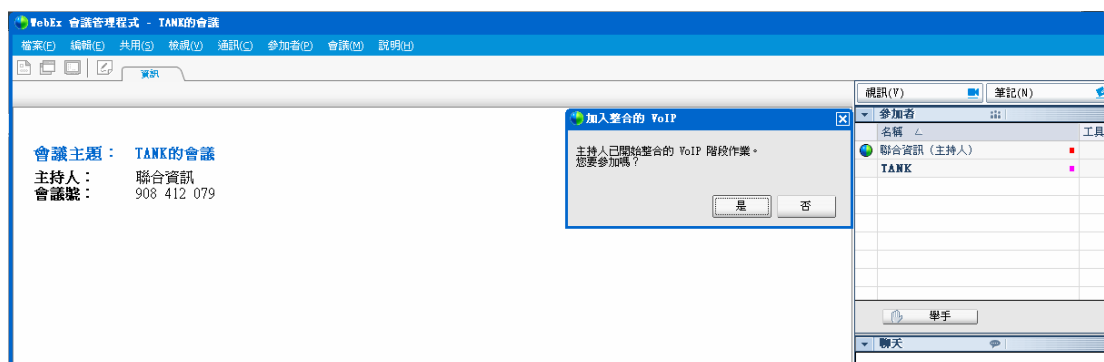 WebEx 會議管理程式 - TANK的會議
檔案(F) 編輯(E) 共用(S) 檢視(V) 通訊(C) 參加者(P) 會議(M) 說明(H)
資訊
視訊(V) 筆記(N)
參加者
名稱 工具
聯合資訊（主持人）
TANK
加入整合的 VoIP
主持人已開始整合的 VoIP 階段作業。
您要參加嗎？
是 否
會議主題： TANK的會議
主持人： 聯合資訊
會議號： 908 412 079
舉手
聊天